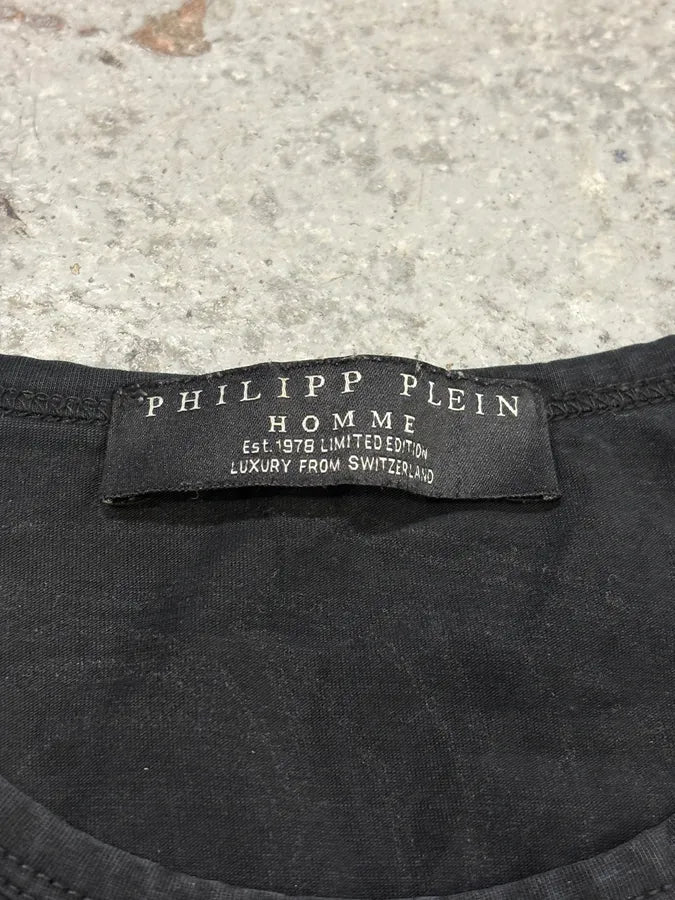 PHILIPP PLEIN
HOMME
Est. 1978 LIMITED EDITION
LUXURY FROM SWITZERLAND